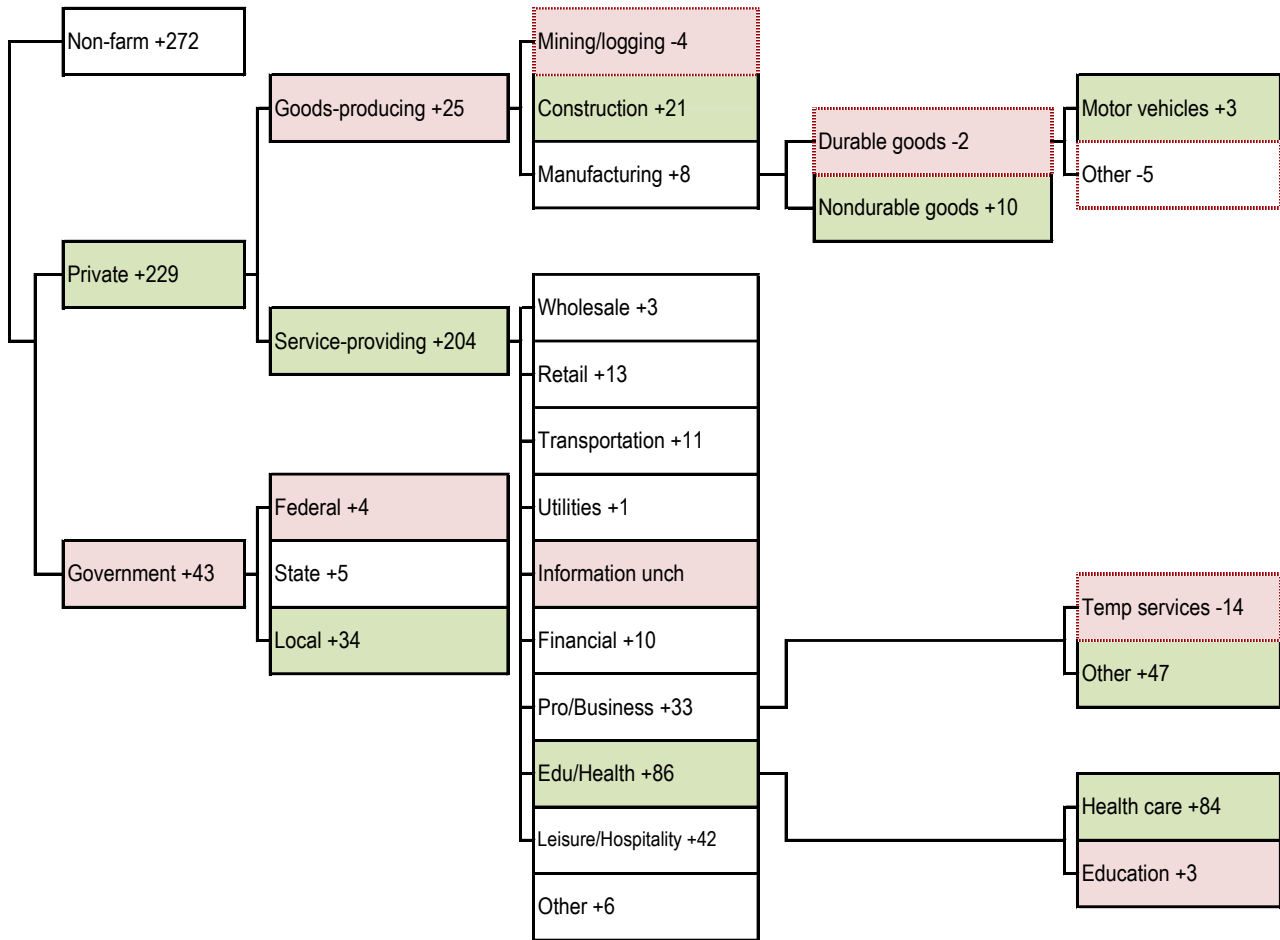 Non-farm +272
Private +229
Government +43
Goods-producing +25
Service-providing +204
Federal +4
State +5
Local +34
Mining/logging -4
Construction +21
Manufacturing +8
Wholesale +3
Retail +13
Transportation +11
Utilities +1
Information unch
Financial +10
Pro/Business +33
Edu/Health +86
Leisure/Hospitality +42
Other +6
Durable goods -2
Nondurable goods +10
Motor vehicles +3
Other -5
Temp services -14
Other +47
Health care +84
Education +3